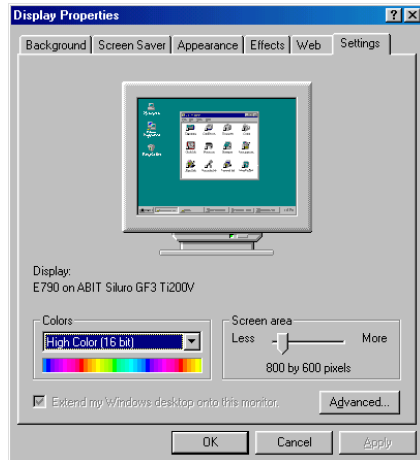 Display Properties
Background Screen Saver Appearance Effects Web Settings
Display:
E790 on ABIT Siluro GF3 Ti200V
Colors
High Color (16 bit)
Screen area
Less More
800 by 600 pixels
Extend my Windows desktop onto this monitor.
Advanced...
OK Cancel Apply